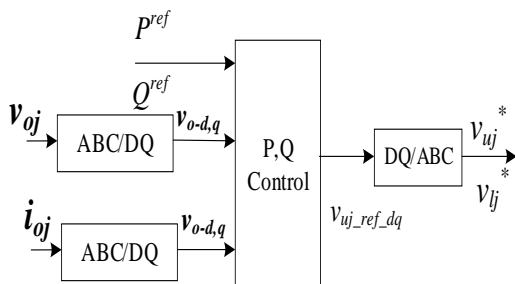 P^ref
Q^ref
v_oj
ABC/DQ
v_o-d,q
P,Q
Control
DQ/ABC
v_uj^*
v_lj^*
v_uj_ref_dq
i_oj
ABC/DQ
v_o-d,q